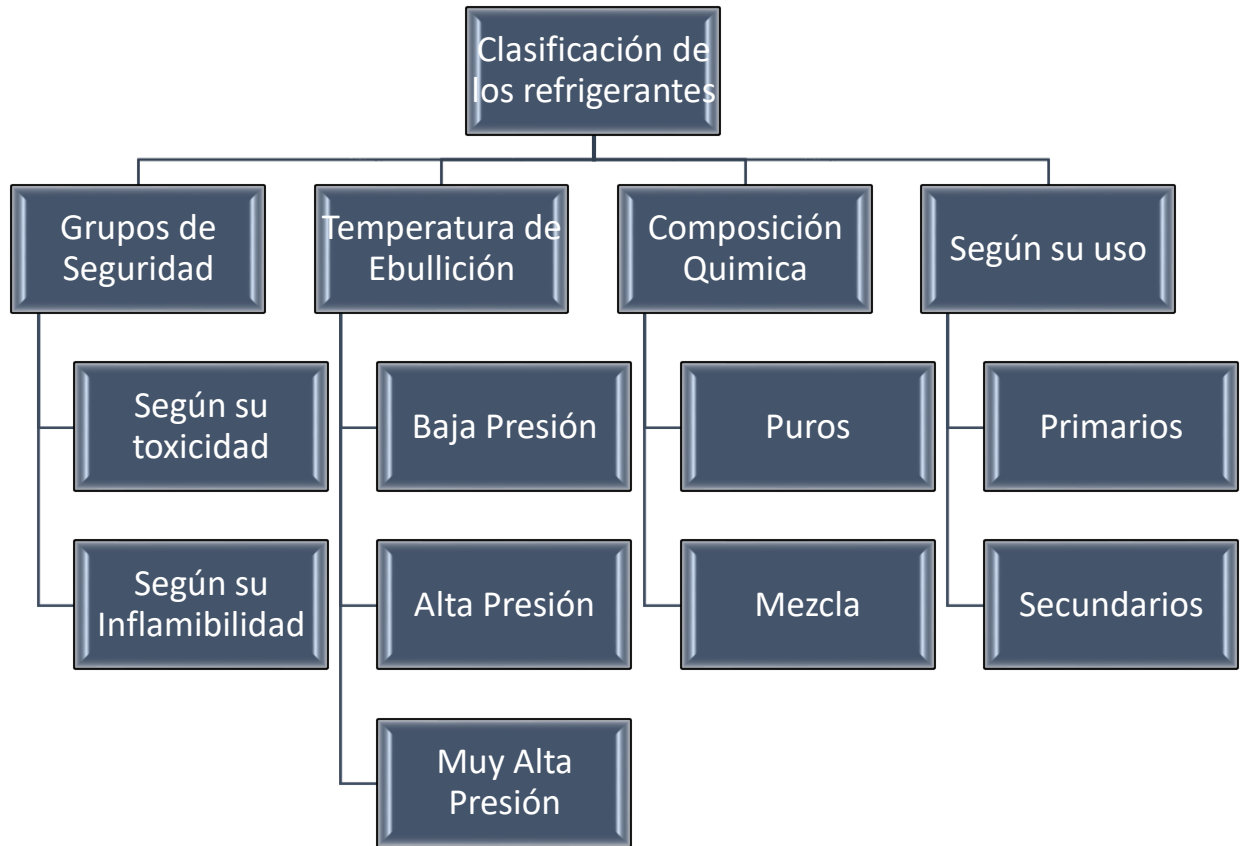 Clasificación de
los refrigerantes
Grupos de
Seguridad
Según su
toxicidad
Según su
Inflamibilidad
Temperatura de
Ebullición
Baja Presión
Alta Presión
Muy Alta
Presión
Composición
Quimica
Puros
Mezcla
Según su uso
Primarios
Secundarios